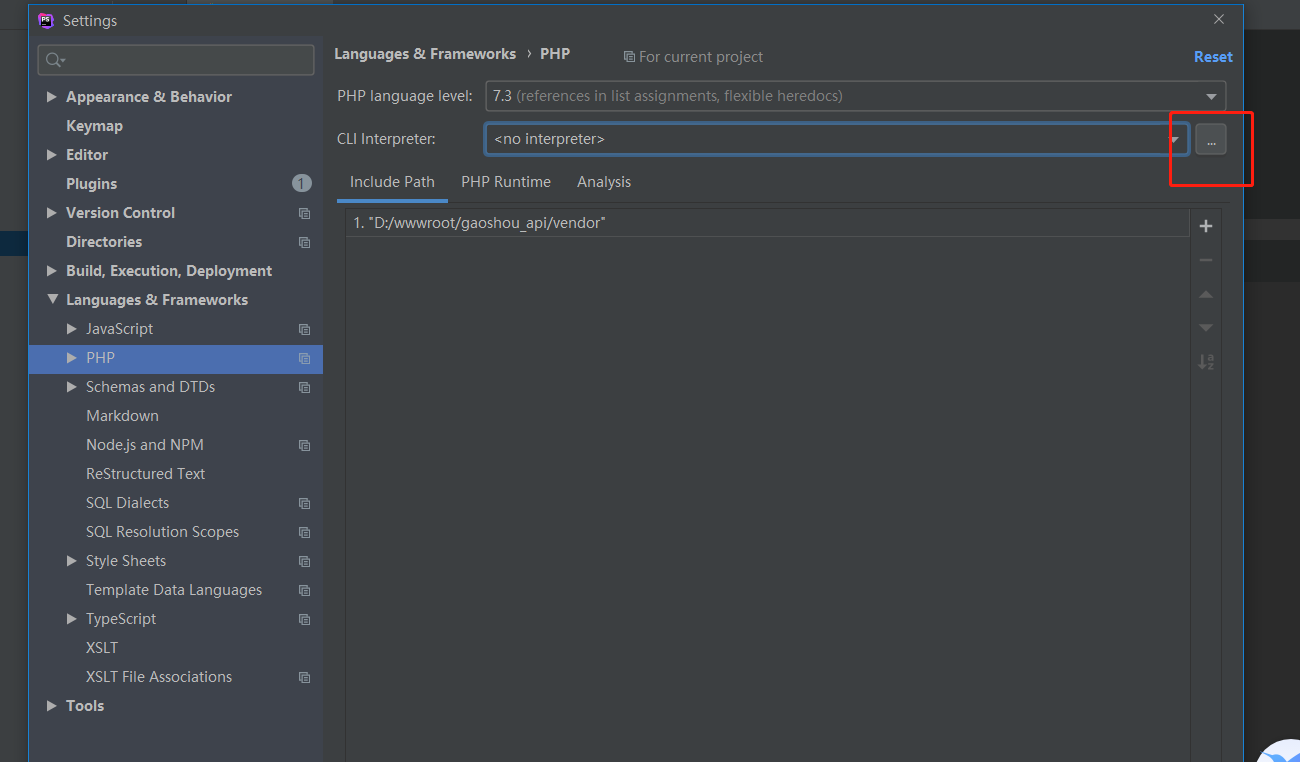 PS Settings
Languages & Frameworks › PHP
For current project
Reset
PHP language level:
7.3 (references in list assignments, flexible heredocs)
CLI Interpreter:
<no interpreter>
...
Include Path
PHP Runtime
Analysis
1. "D:/wwwroot/gaoshou_api/vendor"
Appearance & Behavior
Keymap
Editor
Plugins
1
Version Control
Directories
Build, Execution, Deployment
Languages & Frameworks
JavaScript
PHP
Schemas and DTDs
Markdown
Node.js and NPM
ReStructured Text
SQL Dialects
SQL Resolution Scopes
Style Sheets
Template Data Languages
TypeScript
XSLT
XSLT File Associations
Tools